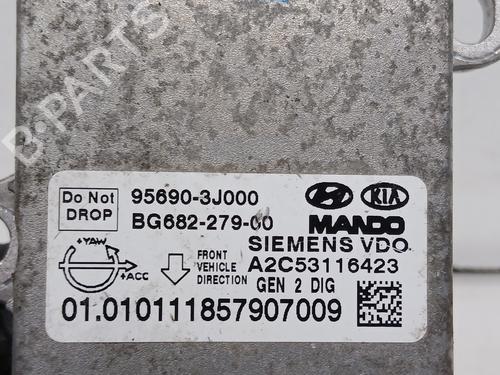 B-PARTS
Do Not
DROP
95690-3J000
BG682-279-00
KIA
MANDO
SIEMENS VDO
+YAW
+ACC
FRONT
VEHICLE
DIRECTION
A2C53116423
GEN 2 DIG
01.010111857907009